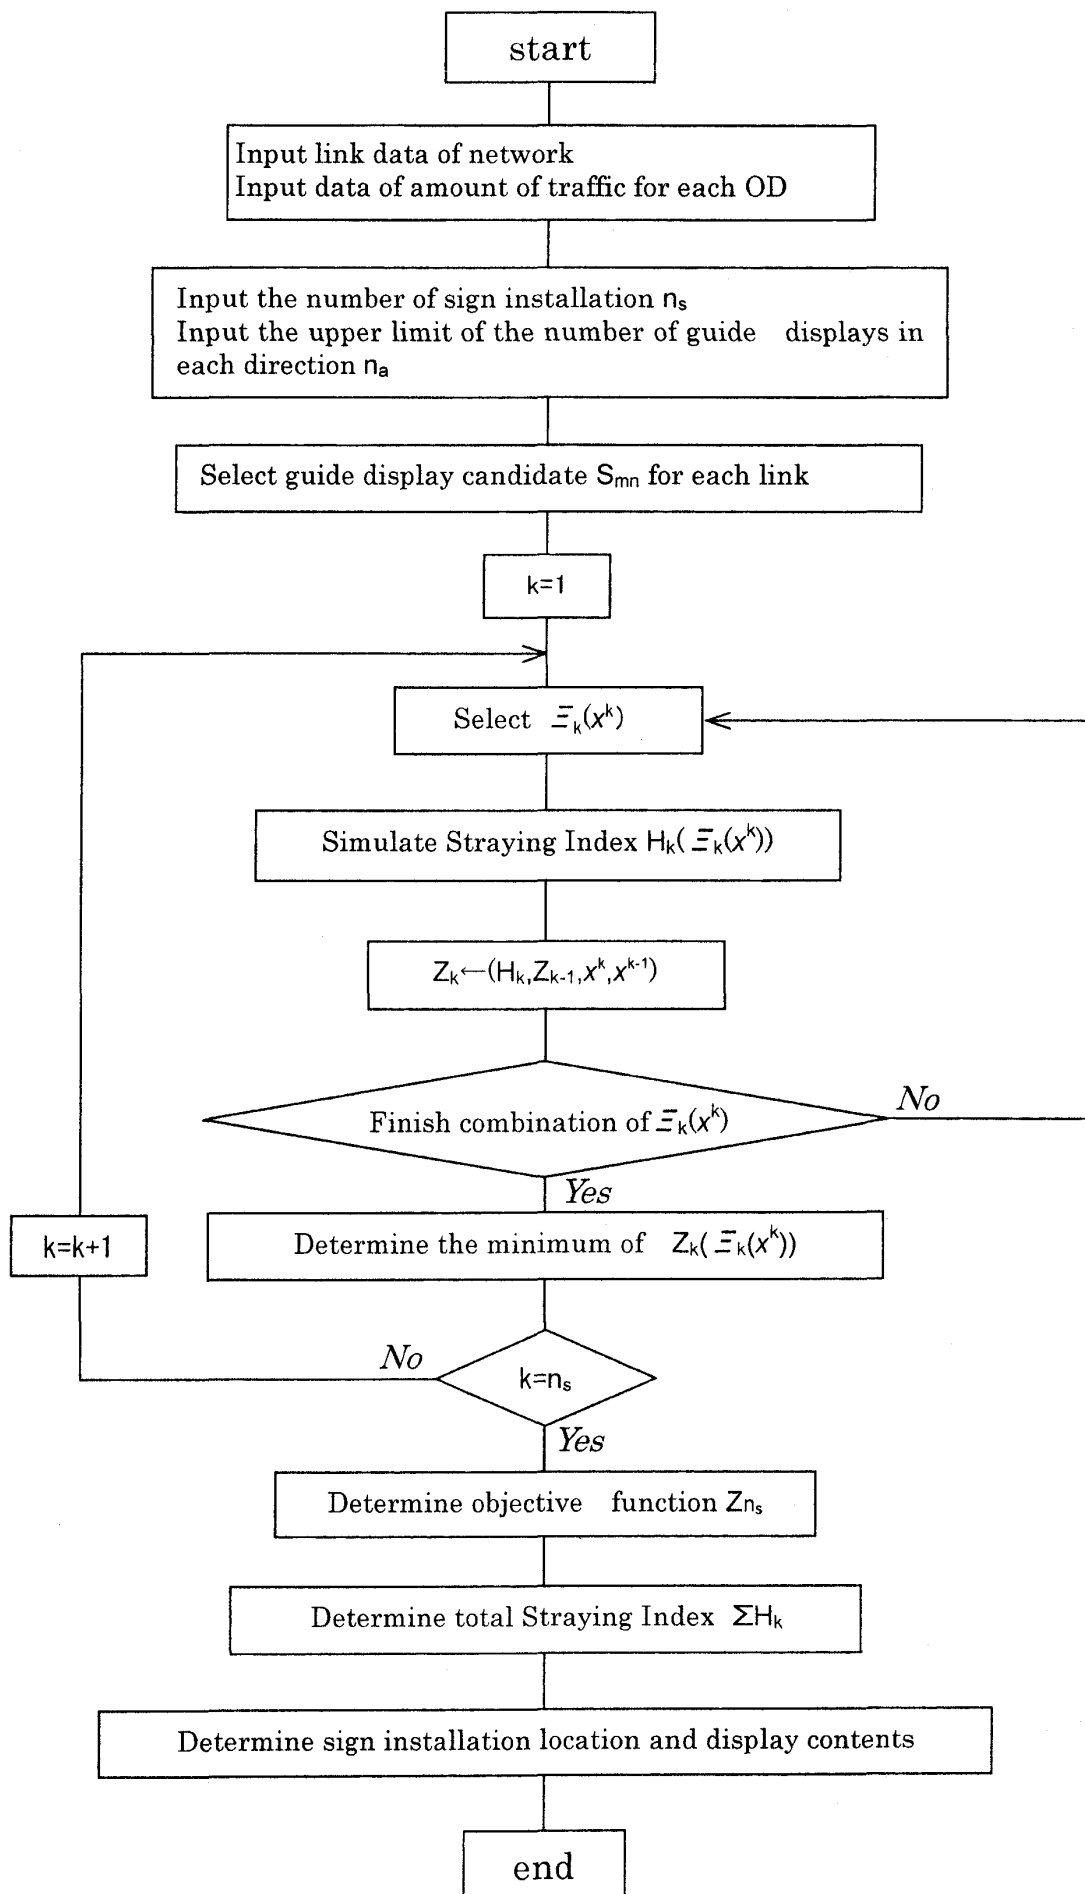 start
Input link data of network
Input data of amount of traffic for each OD
Input the number of sign installation nₛ
Input the upper limit of the number of guide displays in
each direction nₐ
Select guide display candidate Sₘₙ for each link
k=1
Select Ξₖ(xᵏ)
Simulate Straying Index Hₖ(Ξₖ(xᵏ))
Zₖ←(Hₖ,Zₖ₋₁,xᵏ,xᵏ⁻¹)
Finish combination of Ξₖ(xᵏ)
No
Yes
k=k+1
Determine the minimum of Zₖ(Ξₖ(xᵏ))
No
k=nₛ
Yes
Determine objective function Znₛ
Determine total Straying Index ΣHₖ
Determine sign installation location and display contents
end